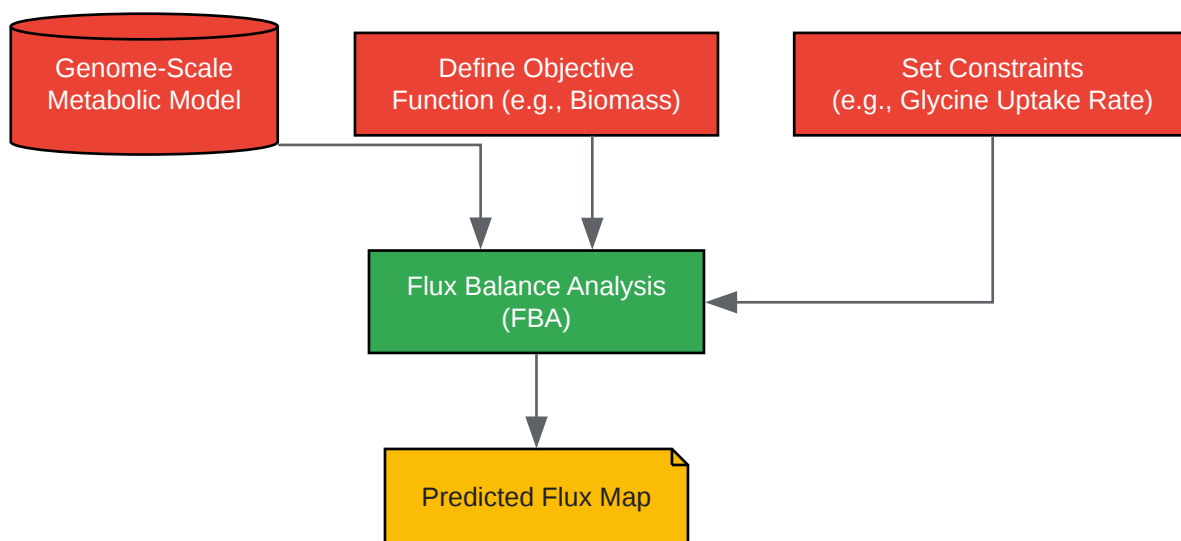 Genome-Scale
Metabolic Model
Define Objective
Function (e.g., Biomass)
Set Constraints
(e.g., Glycine Uptake Rate)
Flux Balance Analysis
(FBA)
Predicted Flux Map